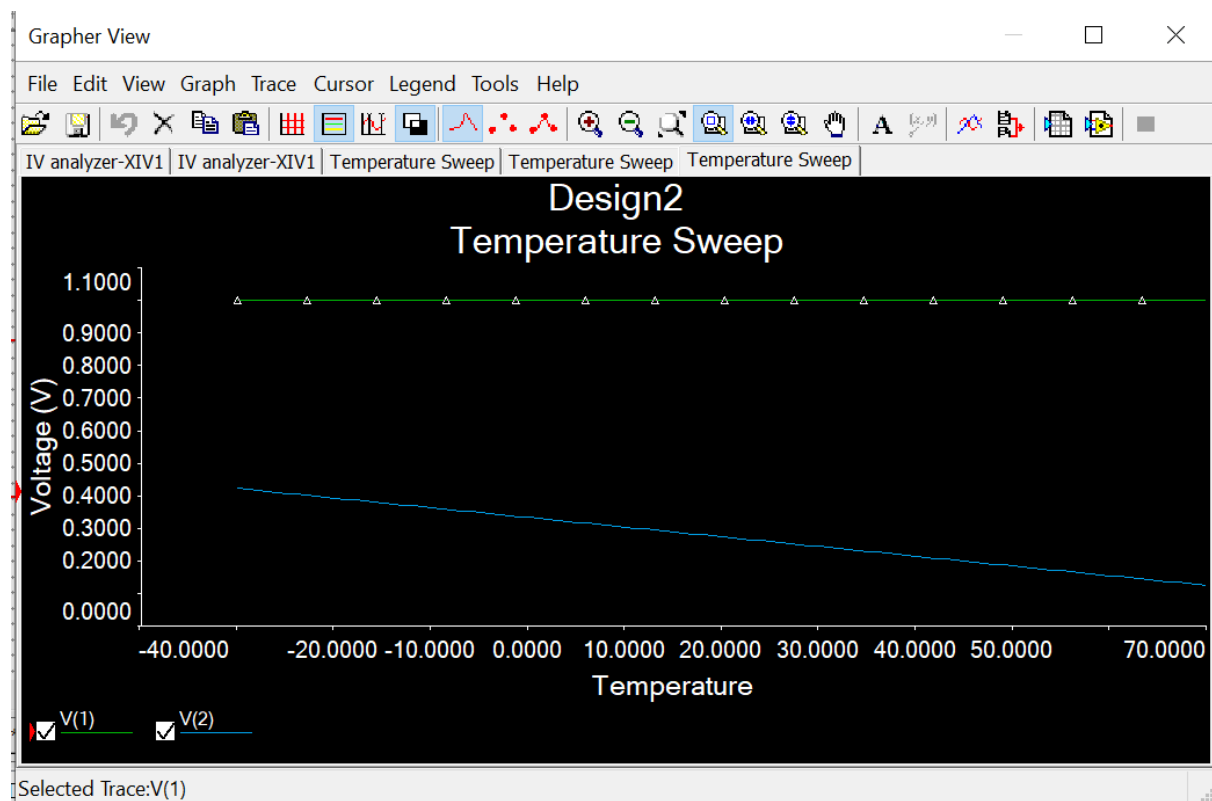 Grapher View
File Edit View Graph Trace Cursor Legend Tools Help
A
IV analyzer-XIV1 IV analyzer-XIV1 Temperature Sweep Temperature Sweep Temperature Sweep
Design2
Temperature Sweep
1.1000
0.9000
0.8000
0.7000
0.6000
0.5000
0.4000
0.3000
0.2000
0.0000
Voltage (V)
-40.0000 -20.0000 -10.0000 0.0000 10.0000 20.0000 30.0000 40.0000 50.0000 70.0000
Temperature
V(1) V(2)
Selected Trace:V(1)